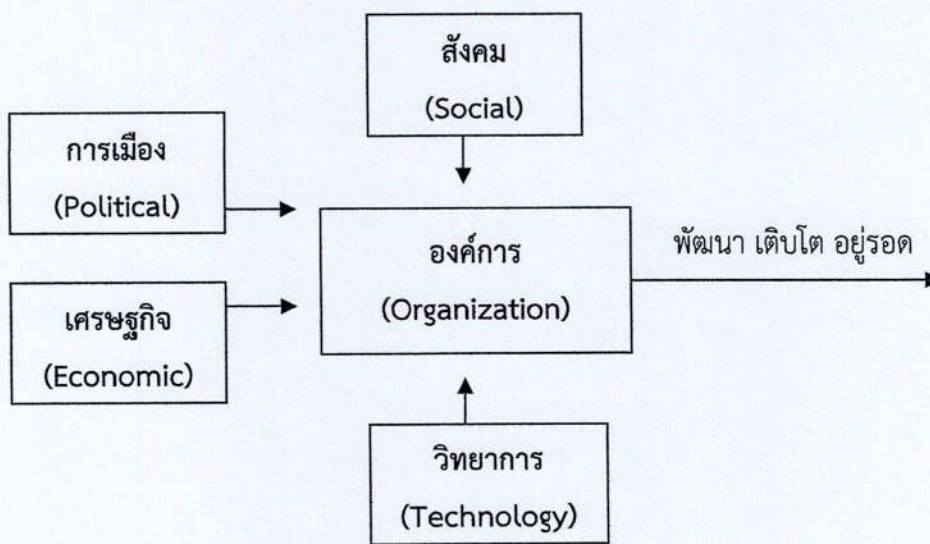 สังคม
(Social)
การเมือง
(Political)
องค์การ
(Organization)
พัฒนา เติบโต อยู่รอด
เศรษฐกิจ
(Economic)
วิทยาการ
(Technology)